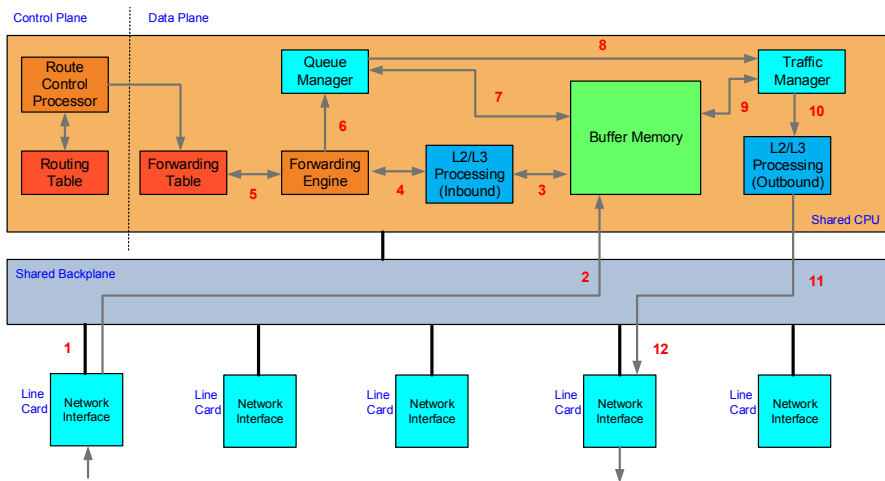 Control Plane
Data Plane
Route
Control
Processor
Routing
Table
Forwarding
Table
5
Queue
Manager
6
Forwarding
Engine
4
L2/L3
Processing
(Inbound)
3
7
8
Buffer Memory
9
Traffic
Manager
10
L2/L3
Processing
(Outbound)
Shared CPU
Shared Backplane
2
11
1
12
Line
Card
Network
Interface
Line
Card
Network
Interface
Line
Card
Network
Interface
Line
Card
Network
Interface
Line
Card
Network
Interface